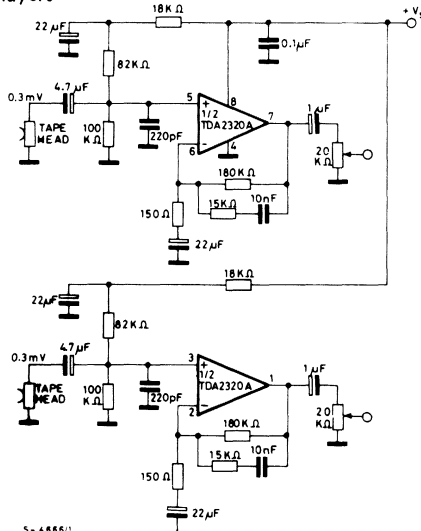 18KΩ
+ Vs
22µF
0.1µF
82KΩ
4.7µF
0.3mV
5
+
8
1/2
TDA2320A
7
1µF
TAPE
HEAD
100
KΩ
220pF
6
-
4
20
KΩ
180KΩ
150Ω
15KΩ
10nF
22µF
18KΩ
22µF
82KΩ
4.7µF
0.3mV
3
+
1/2
TDA2320A
1
1µF
TAPE
HEAD
100
KΩ
220pF
2
-
20
KΩ
180KΩ
150Ω
15KΩ
10nF
22µF